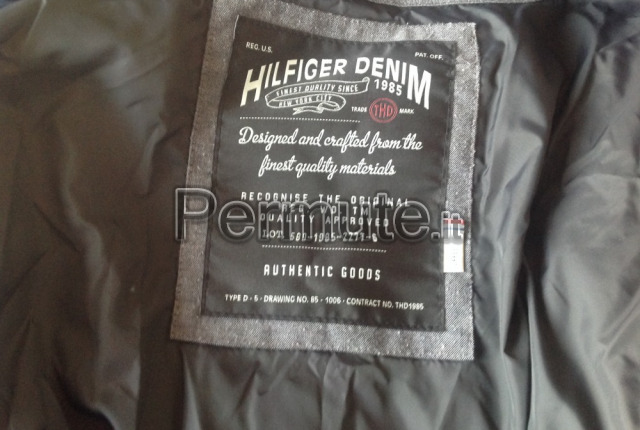 REG. U.S. PAT. OFF.
HILFIGER DENIM
FINEST QUALITY SINCE 1985
NEW YORK CITY
TRADE THD MARK
Designed and crafted from the
finest quality materials
RECOGNISE THE ORIGINAL
Permute.it
QUALITY APPROVED
AUTHENTIC GOODS
TYPE D - 5 · DRAWING NO. 85 - 1006 · CONTRACT NO. THD1985